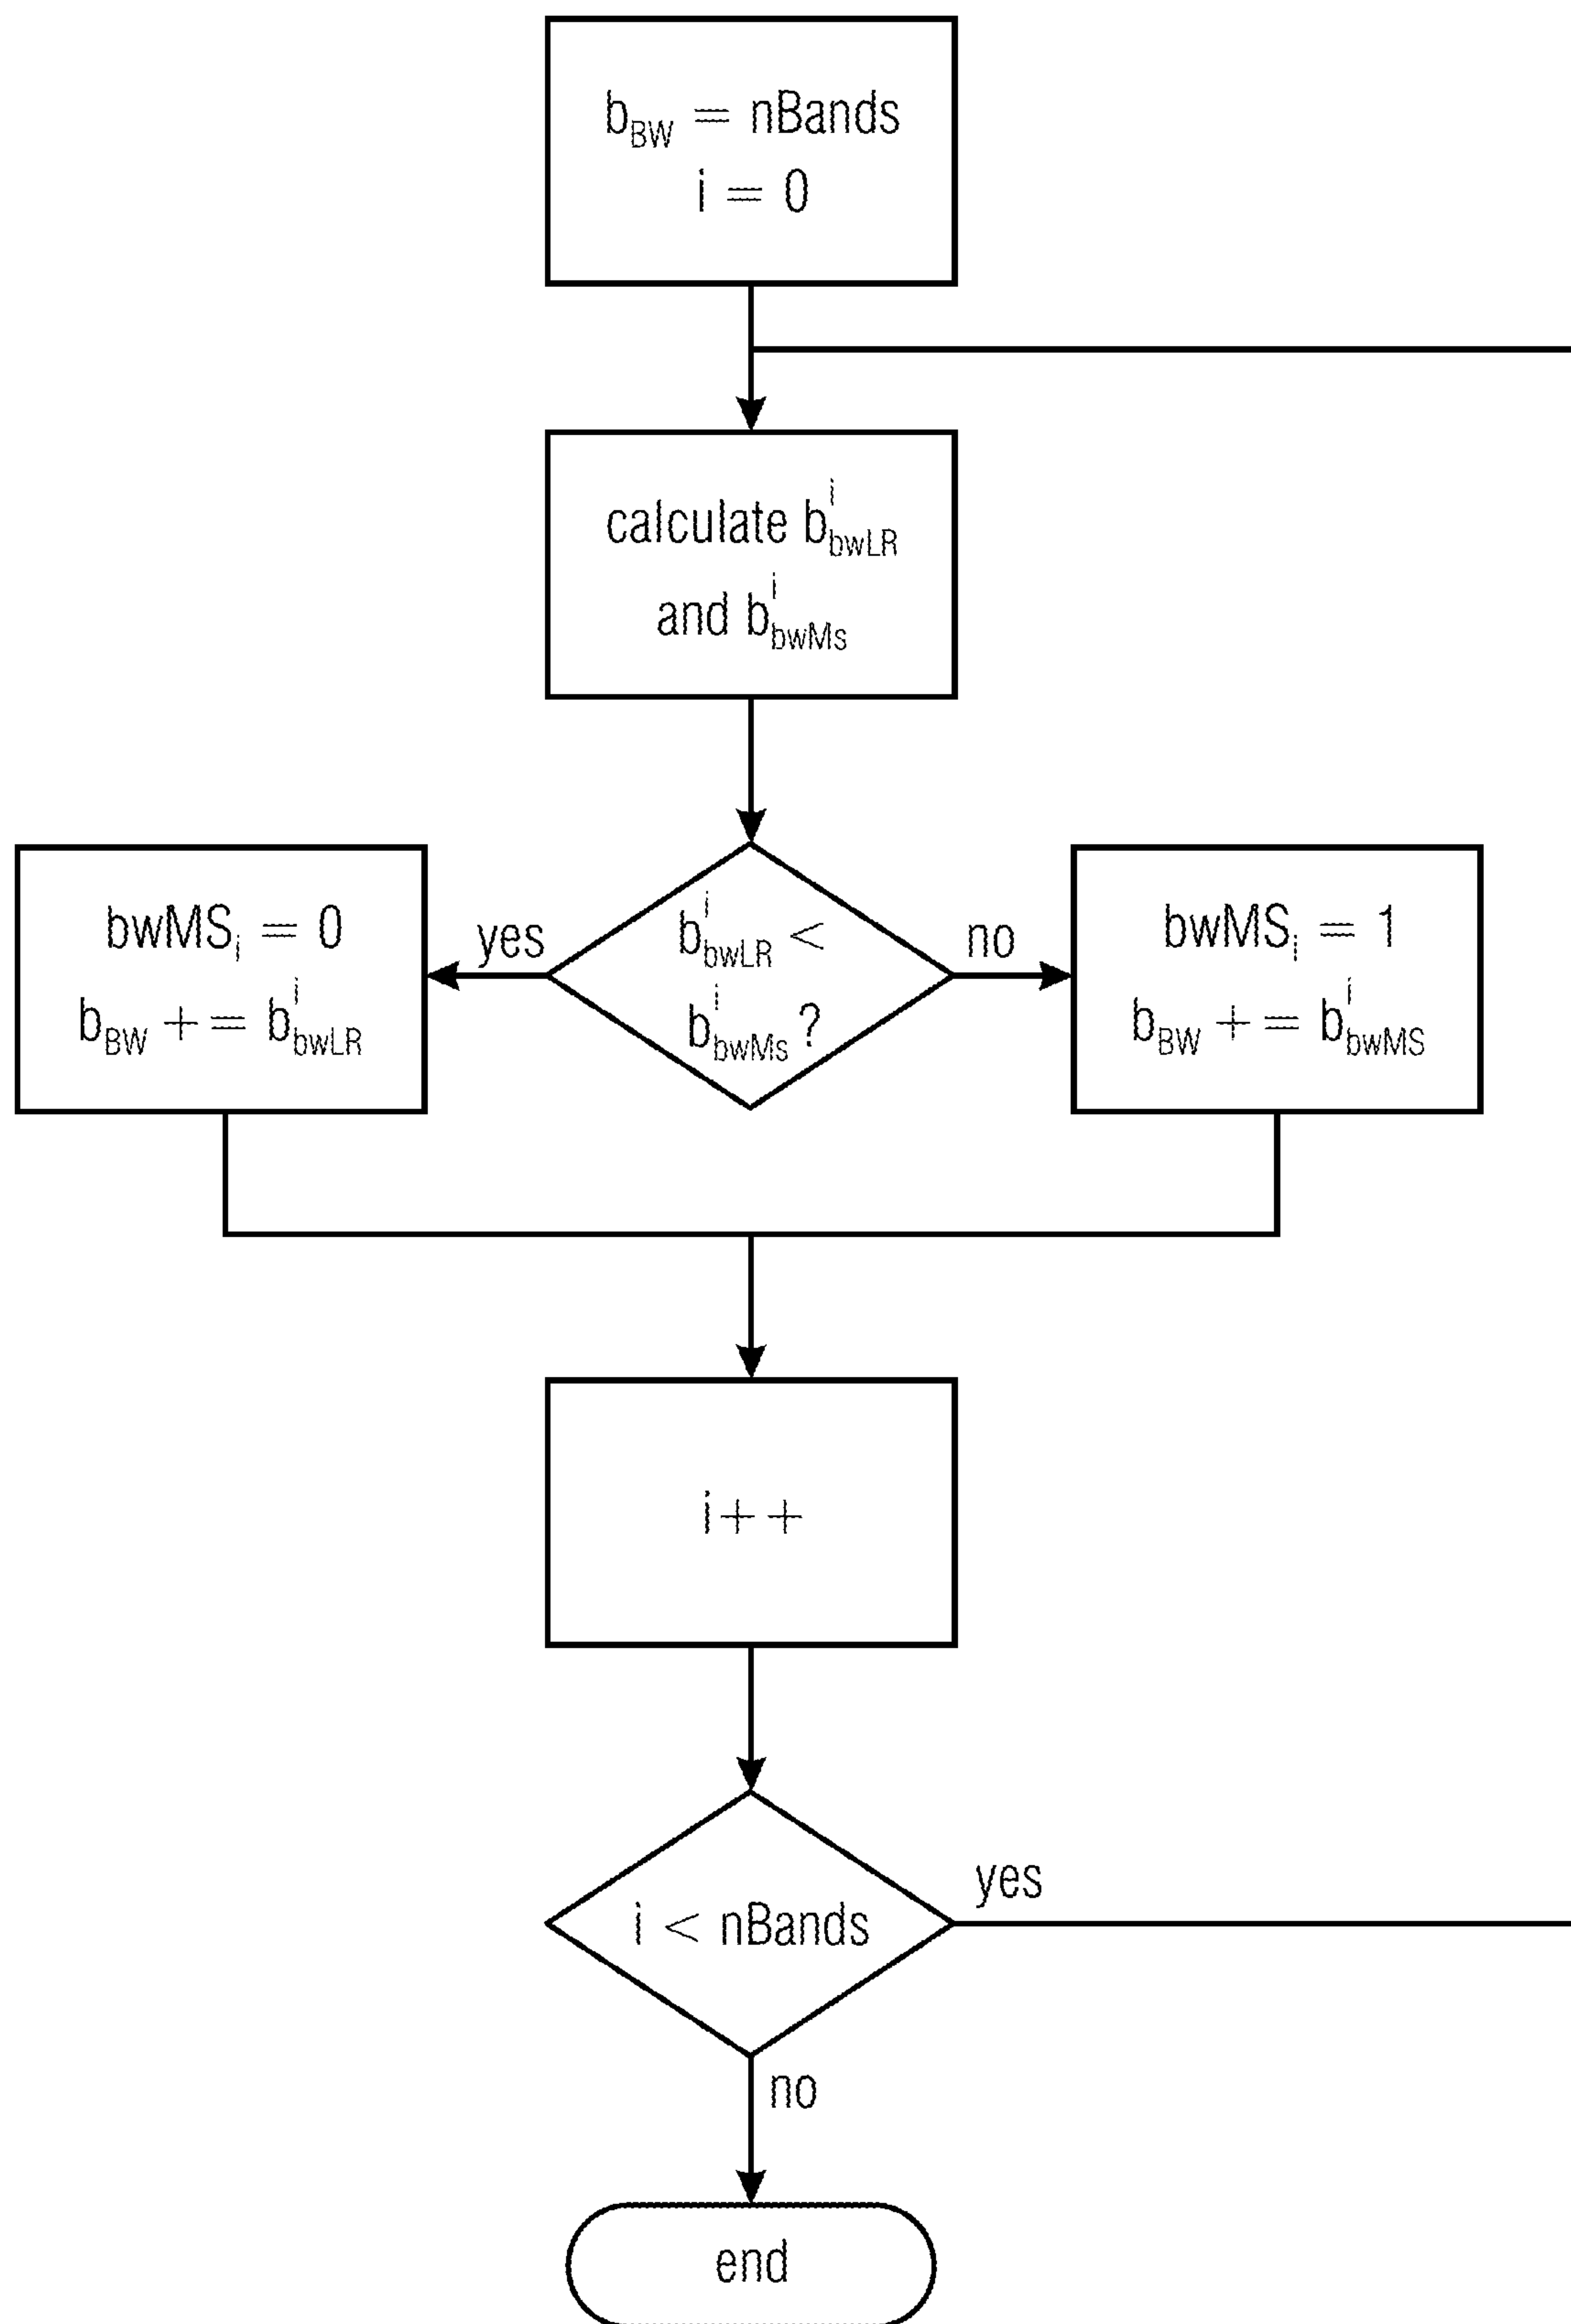 b_BW = nBands
i = 0
calculate b^i_bwLR
and b^i_bwMs
bwMS_i = 0
b_BW += b^i_bwLR
yes
b^i_bwLR <
b^i_bwMs ?
no
bwMS_i = 1
b_BW += b^i_bwMS
i++
i < nBands
yes
no
end